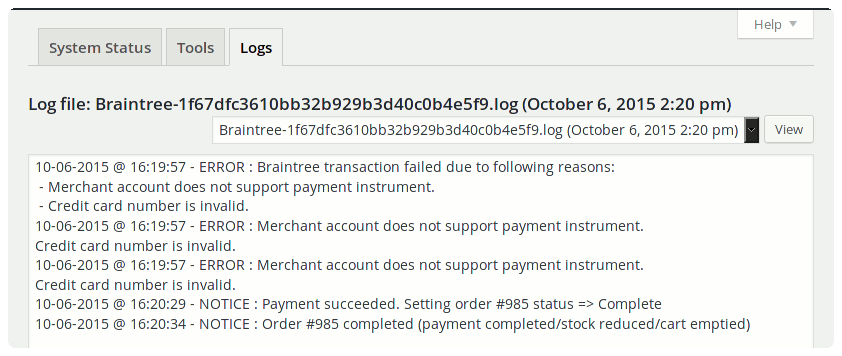 Help
System Status
Tools
Logs
Log file: Braintree-1f67dfc3610bb32b929b3d40c0b4e5f9.log (October 6, 2015 2:20 pm)
Braintree-1f67dfc3610bb32b929b3d40c0b4e5f9.log (October 6, 2015 2:20 pm)
View
10-06-2015 @ 16:19:57 - ERROR : Braintree transaction failed due to following reasons:
- Merchant account does not support payment instrument.
- Credit card number is invalid.
10-06-2015 @ 16:19:57 - ERROR : Merchant account does not support payment instrument.
Credit card number is invalid.
10-06-2015 @ 16:19:57 - ERROR : Merchant account does not support payment instrument.
Credit card number is invalid.
10-06-2015 @ 16:20:29 - NOTICE : Payment succeeded. Setting order #985 status => Complete
10-06-2015 @ 16:20:34 - NOTICE : Order #985 completed (payment completed/stock reduced/cart emptied)